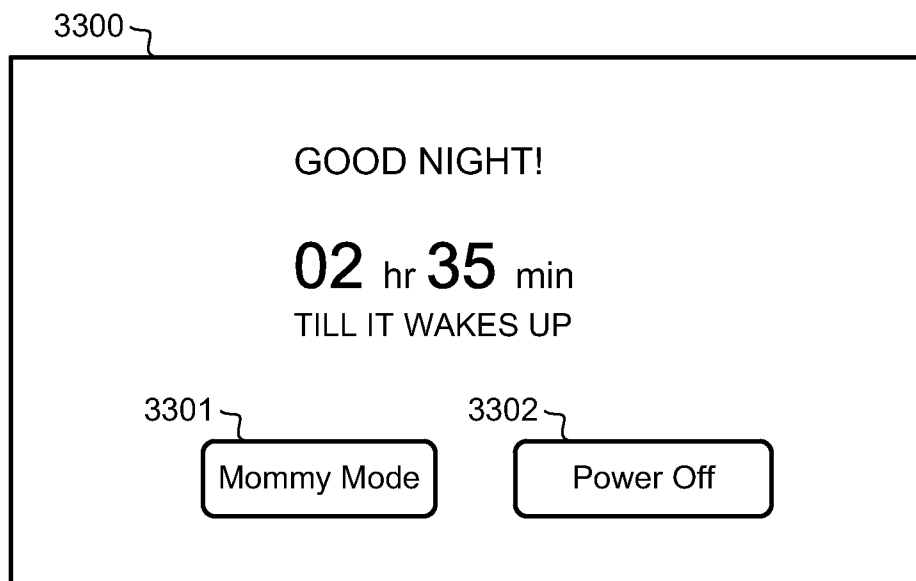 3300
GOOD NIGHT!
02 hr 35 min
TILL IT WAKES UP
3301
3302
Mommy Mode
Power Off